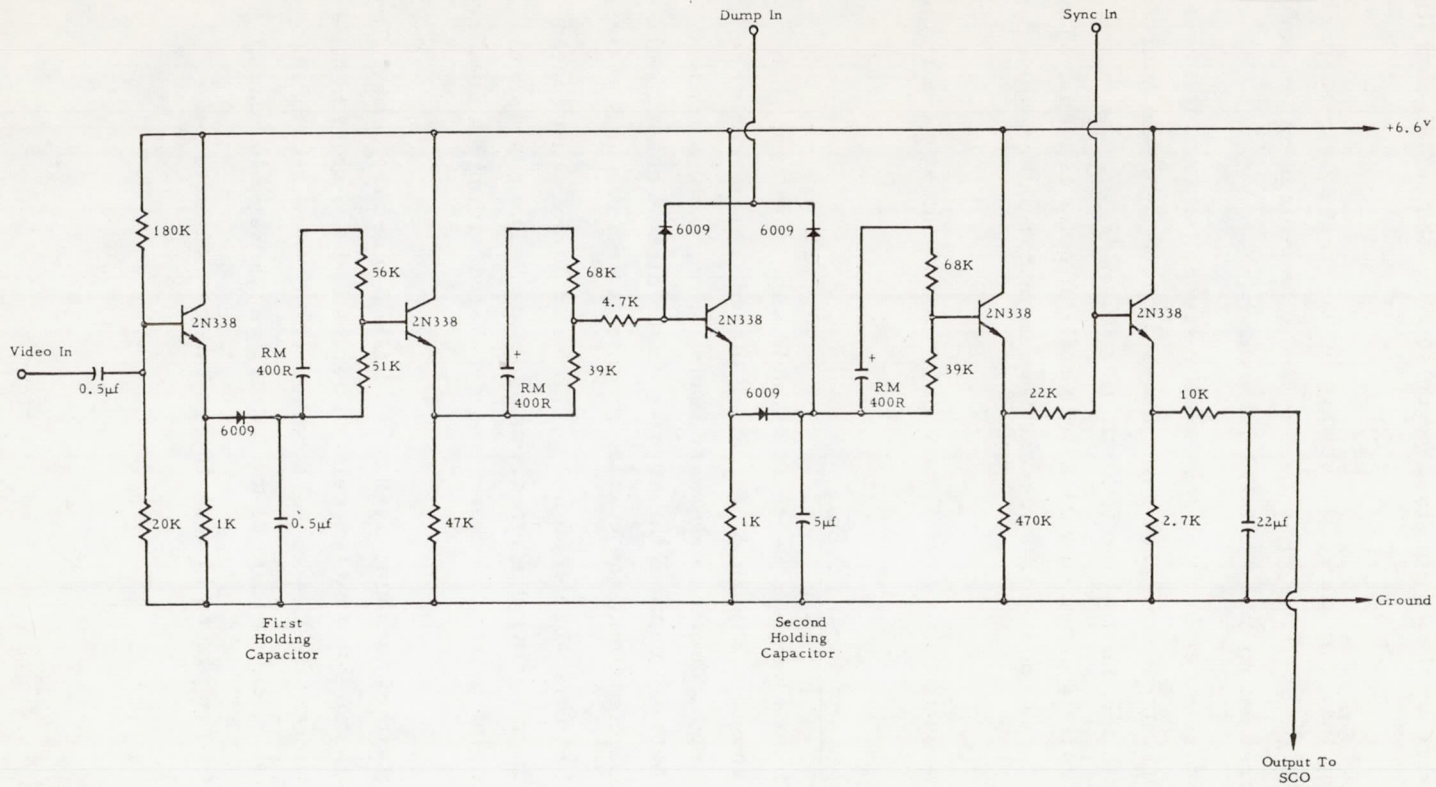 Dump In
Sync In
+6.6v
180K
6009
6009
56K
68K
68K
4.7K
2N338
2N338
2N338
2N338
2N338
Video In
RM
400R
51K
+
RM
400R
39K
+
RM
400R
39K
0.5µf
22K
10K
6009
6009
20K
1K
0.5µf
47K
1K
5µf
470K
2.7K
22µf
Ground
First
Holding
Capacitor
Second
Holding
Capacitor
Output To
SCO